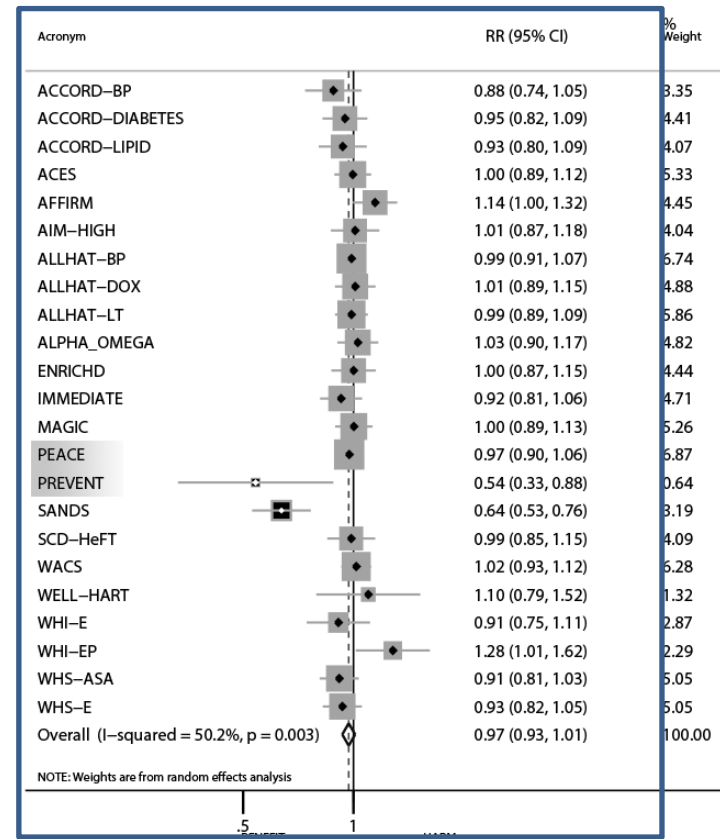 Acronym RR (95% CI) % Weight
ACCORD−BP 0.88 (0.74, 1.05) 3.35
ACCORD−DIABETES 0.95 (0.82, 1.09) 4.41
ACCORD−LIPID 0.93 (0.80, 1.09) 4.07
ACES 1.00 (0.89, 1.12) 5.33
AFFIRM 1.14 (1.00, 1.32) 4.45
AIM−HIGH 1.01 (0.87, 1.18) 4.04
ALLHAT−BP 0.99 (0.91, 1.07) 6.74
ALLHAT−DOX 1.01 (0.89, 1.15) 4.88
ALLHAT−LT 0.99 (0.89, 1.09) 5.86
ALPHA_OMEGA 1.03 (0.90, 1.17) 4.82
ENRICHD 1.00 (0.87, 1.15) 4.44
IMMEDIATE 0.92 (0.81, 1.06) 4.71
MAGIC 1.00 (0.89, 1.13) 5.26
PEACE 0.97 (0.90, 1.06) 6.87
PREVENT 0.54 (0.33, 0.88) 0.64
SANDS 0.64 (0.53, 0.76) 3.19
SCD−HeFT 0.99 (0.85, 1.15) 4.09
WACS 1.02 (0.93, 1.12) 6.28
WELL−HART 1.10 (0.79, 1.52) 1.32
WHI−E 0.91 (0.75, 1.11) 2.87
WHI−EP 1.28 (1.01, 1.62) 2.29
WHS−ASA 0.91 (0.81, 1.03) 5.05
WHS−E 0.93 (0.82, 1.05) 5.05
Overall (I−squared = 50.2%, p = 0.003) 0.97 (0.93, 1.01) 100.00
NOTE: Weights are from random effects analysis
.5 1